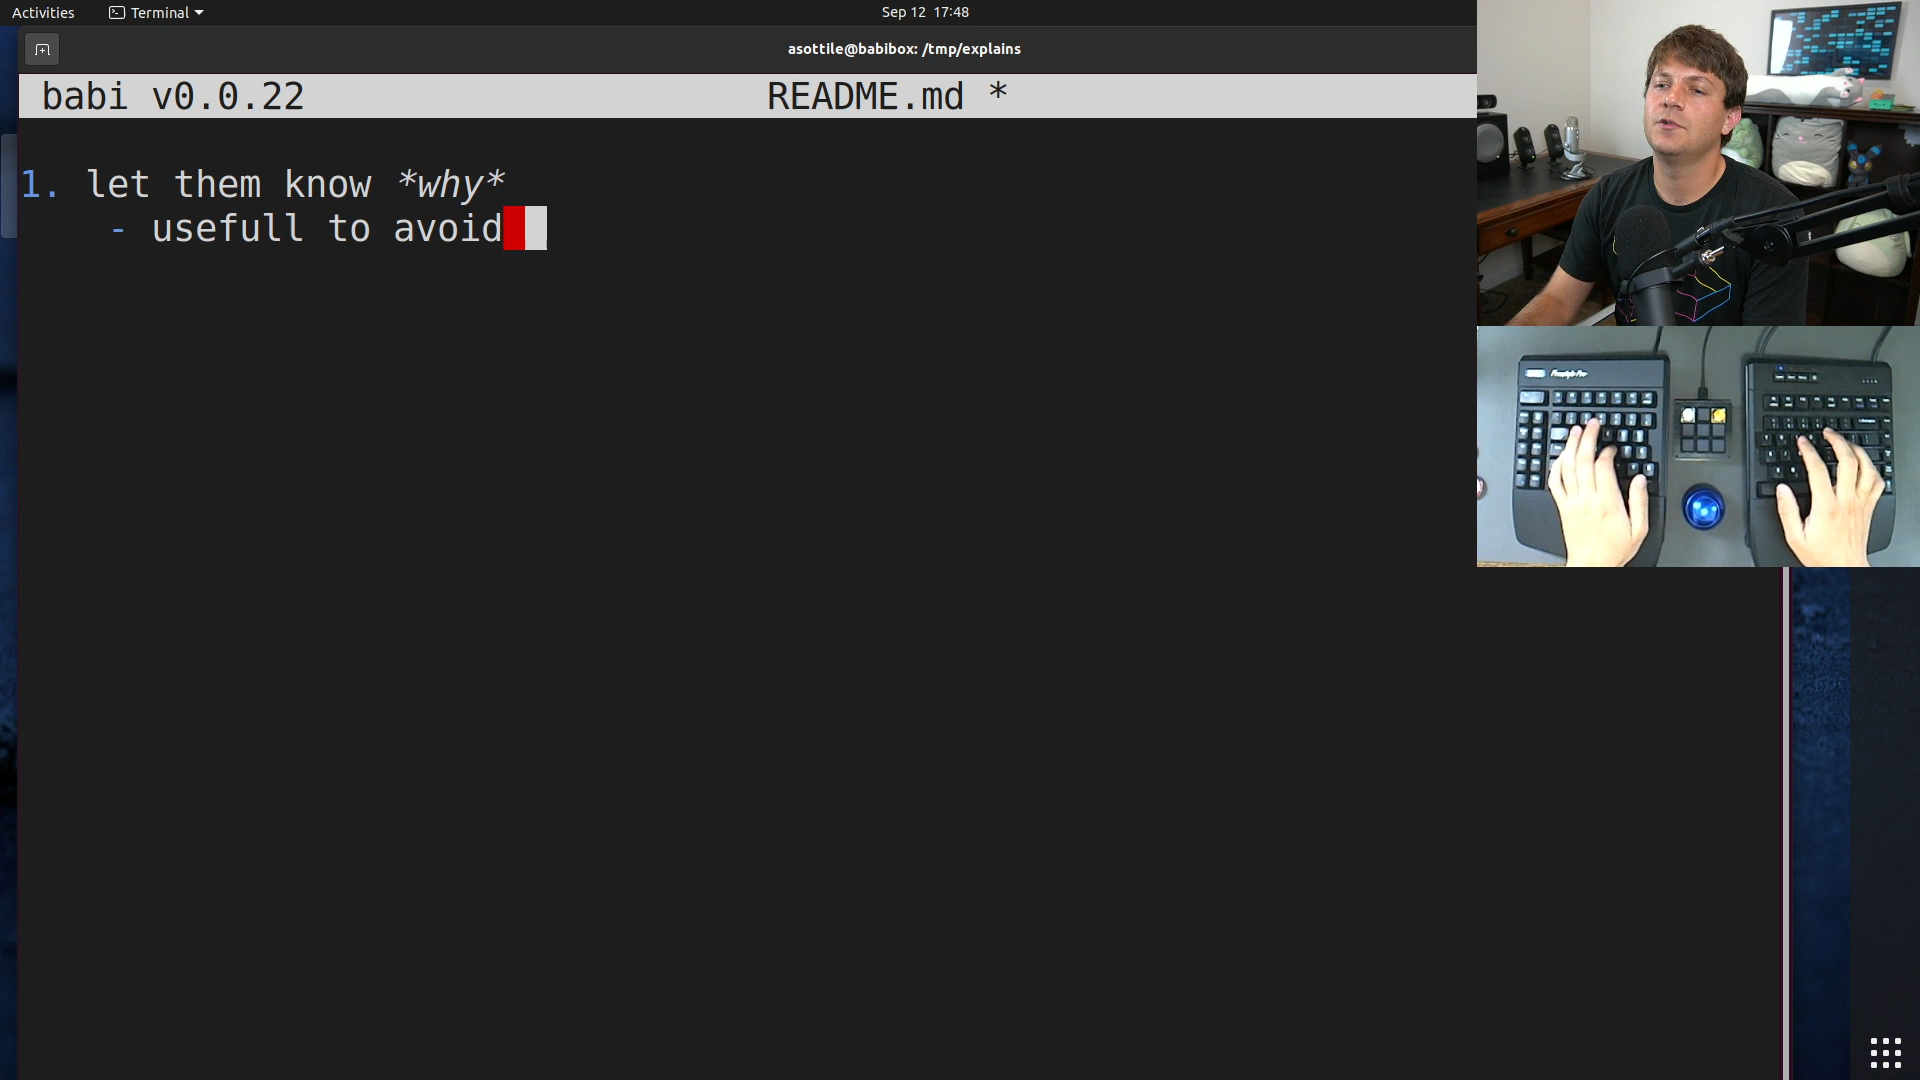 Activities
Terminal
Sep 12 17:48
asottile@babibox: /tmp/explains
babi v0.0.22
README.md *
1. let them know *why*
- usefull to avoid